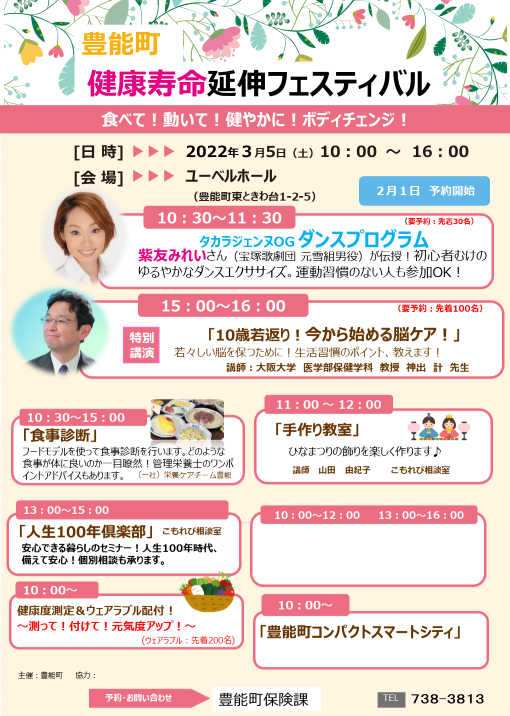 豊能町
健康寿命延伸フェスティバル
食べて！動いて！健やかに！ボディチェンジ！
[日 時] ▶ ▶ ▶ 2022年３月5日（土）10：00 ～ 16：00
[会 場] ▶ ▶ ▶ ユーベルホール
（豊能町東ときわ台1-2-5）
２月１日 予約開始
10：30～11：30
（要予約：先着30名）
タカラジェンヌOG ダンスプログラム
紫友みれいさん（宝塚歌劇団 元雪組男役）が伝授！初心者むけの
ゆるやかなダンスエクササイズ。運動習慣のない人も参加OK！
15：00～16：00
（要予約：先着100名）
特別
講演
「10歳若返り！今から始める脳ケア！」
若々しい脳を保つために！生活習慣のポイント、教えます！
講師：大阪大学 医学部保健学科 教授 神出 計 先生
10：30～15：00
「食事診断」
フードモデルを使って食事診断を行います。どのような
食事が体に良いのか一目瞭然！管理栄養士のワンポ
イントアドバイスもあります。 （一社）栄養ケアチーム豊能
11：00 ～ 12：00
「手作り教室」
ひなまつりの飾りを楽しく作ります♪
講師 山田 由紀子 こもれび相談室
13：00～15：00
「人生100年倶楽部」こもれび相談室
安心できる暮らしのセミナー！人生100年時代、
備えて安心！個別相談も承ります。
10：00～12：00 13：00～16：00
10：00～
健康度測定＆ウェアラブル配付！
～測って！付けて！元気度アップ！～
（ウェアラブル：先着200名）
10：00～
「豊能町コンパクトスマートシティ」
主催：豊能町 協力：
予約・お問い合わせ
豊能町保険課
TEL 738-3813